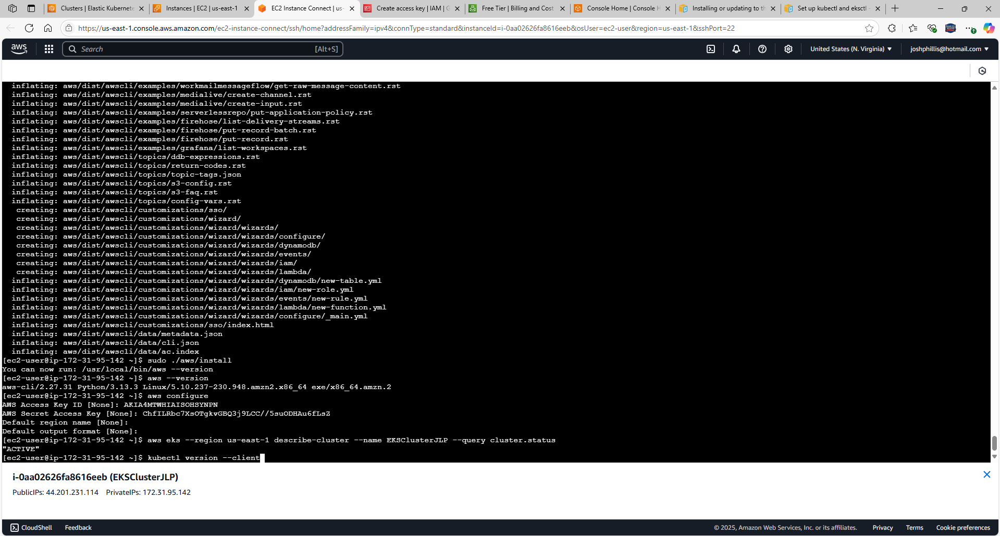 Clusters | Elastic Kubernete
Instances | EC2 | us-east-1
EC2 Instance Connect | us-
Create access key | IAM | G
Free Tier | Billing and Cost
Console Home | Console H
Installing or updating to th
Set up kubectl and eksctl -
https://us-east-1.console.aws.amazon.com/ec2-instance-connect/ssh/home?addressFamily=ipv4&connType=standard&instanceId=i-0aa02626fa8616eeb&osUser=ec2-user&region=us-east-1&sshPort=22
aws
Search
[Alt+S]
United States (N. Virginia)
joshphillis@hotmail.com
inflating: aws/dist/awscli/examples/workmailmessageflow/get-raw-message-content.rst
inflating: aws/dist/awscli/examples/medialive/create-channel.rst
inflating: aws/dist/awscli/examples/medialive/create-input.rst
inflating: aws/dist/awscli/examples/serverlessrepo/put-application-policy.rst
inflating: aws/dist/awscli/examples/firehose/list-delivery-streams.rst
inflating: aws/dist/awscli/examples/firehose/put-record-batch.rst
inflating: aws/dist/awscli/examples/firehose/put-record.rst
inflating: aws/dist/awscli/examples/grafana/list-workspaces.rst
inflating: aws/dist/awscli/topics/ddb-expressions.rst
inflating: aws/dist/awscli/topics/return-codes.rst
inflating: aws/dist/awscli/topics/topic-tags.json
inflating: aws/dist/awscli/topics/s3-config.rst
inflating: aws/dist/awscli/topics/s3-faq.rst
inflating: aws/dist/awscli/topics/config-vars.rst
creating: aws/dist/awscli/customizations/sso/
creating: aws/dist/awscli/customizations/wizard/
creating: aws/dist/awscli/customizations/wizard/wizards/
creating: aws/dist/awscli/customizations/wizard/wizards/configure/
creating: aws/dist/awscli/customizations/wizard/wizards/dynamodb/
creating: aws/dist/awscli/customizations/wizard/wizards/events/
creating: aws/dist/awscli/customizations/wizard/wizards/iam/
creating: aws/dist/awscli/customizations/wizard/wizards/lambda/
inflating: aws/dist/awscli/customizations/wizard/wizards/dynamodb/new-table.yml
inflating: aws/dist/awscli/customizations/wizard/wizards/iam/new-role.yml
inflating: aws/dist/awscli/customizations/wizard/wizards/events/new-rule.yml
inflating: aws/dist/awscli/customizations/wizard/wizards/lambda/new-function.yml
inflating: aws/dist/awscli/customizations/wizard/wizards/configure/_main.yml
inflating: aws/dist/awscli/customizations/sso/index.html
inflating: aws/dist/awscli/data/metadata.json
inflating: aws/dist/awscli/data/cli.json
inflating: aws/dist/awscli/data/ac.index
[ec2-user@ip-172-31-95-142 ~]$ sudo ./aws/install
You can now run: /usr/local/bin/aws --version
[ec2-user@ip-172-31-95-142 ~]$ aws --version
aws-cli/2.27.31 Python/3.13.3 Linux/5.10.237-230.948.amzn2.x86_64 exe/x86_64.amzn.2
[ec2-user@ip-172-31-95-142 ~]$ aws configure
AWS Access Key ID [None]: AKIA4MTWHIAISOHSYNPN
AWS Secret Access Key [None]: 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
Default region name [None]:
Default output format [None]:
[ec2-user@ip-172-31-95-142 ~]$ aws eks --region us-east-1 describe-cluster --name EKSClusterJLP --query cluster.status
"ACTIVE"
[ec2-user@ip-172-31-95-142 ~]$ kubectl version --client
i-0aa02626fa8616eeb (EKSClusterJLP)
PublicIPs: 44.201.231.114 PrivateIPs: 172.31.95.142
CloudShell
Feedback
© 2025, Amazon Web Services, Inc. or its affiliates.
Privacy
Terms
Cookie preferences